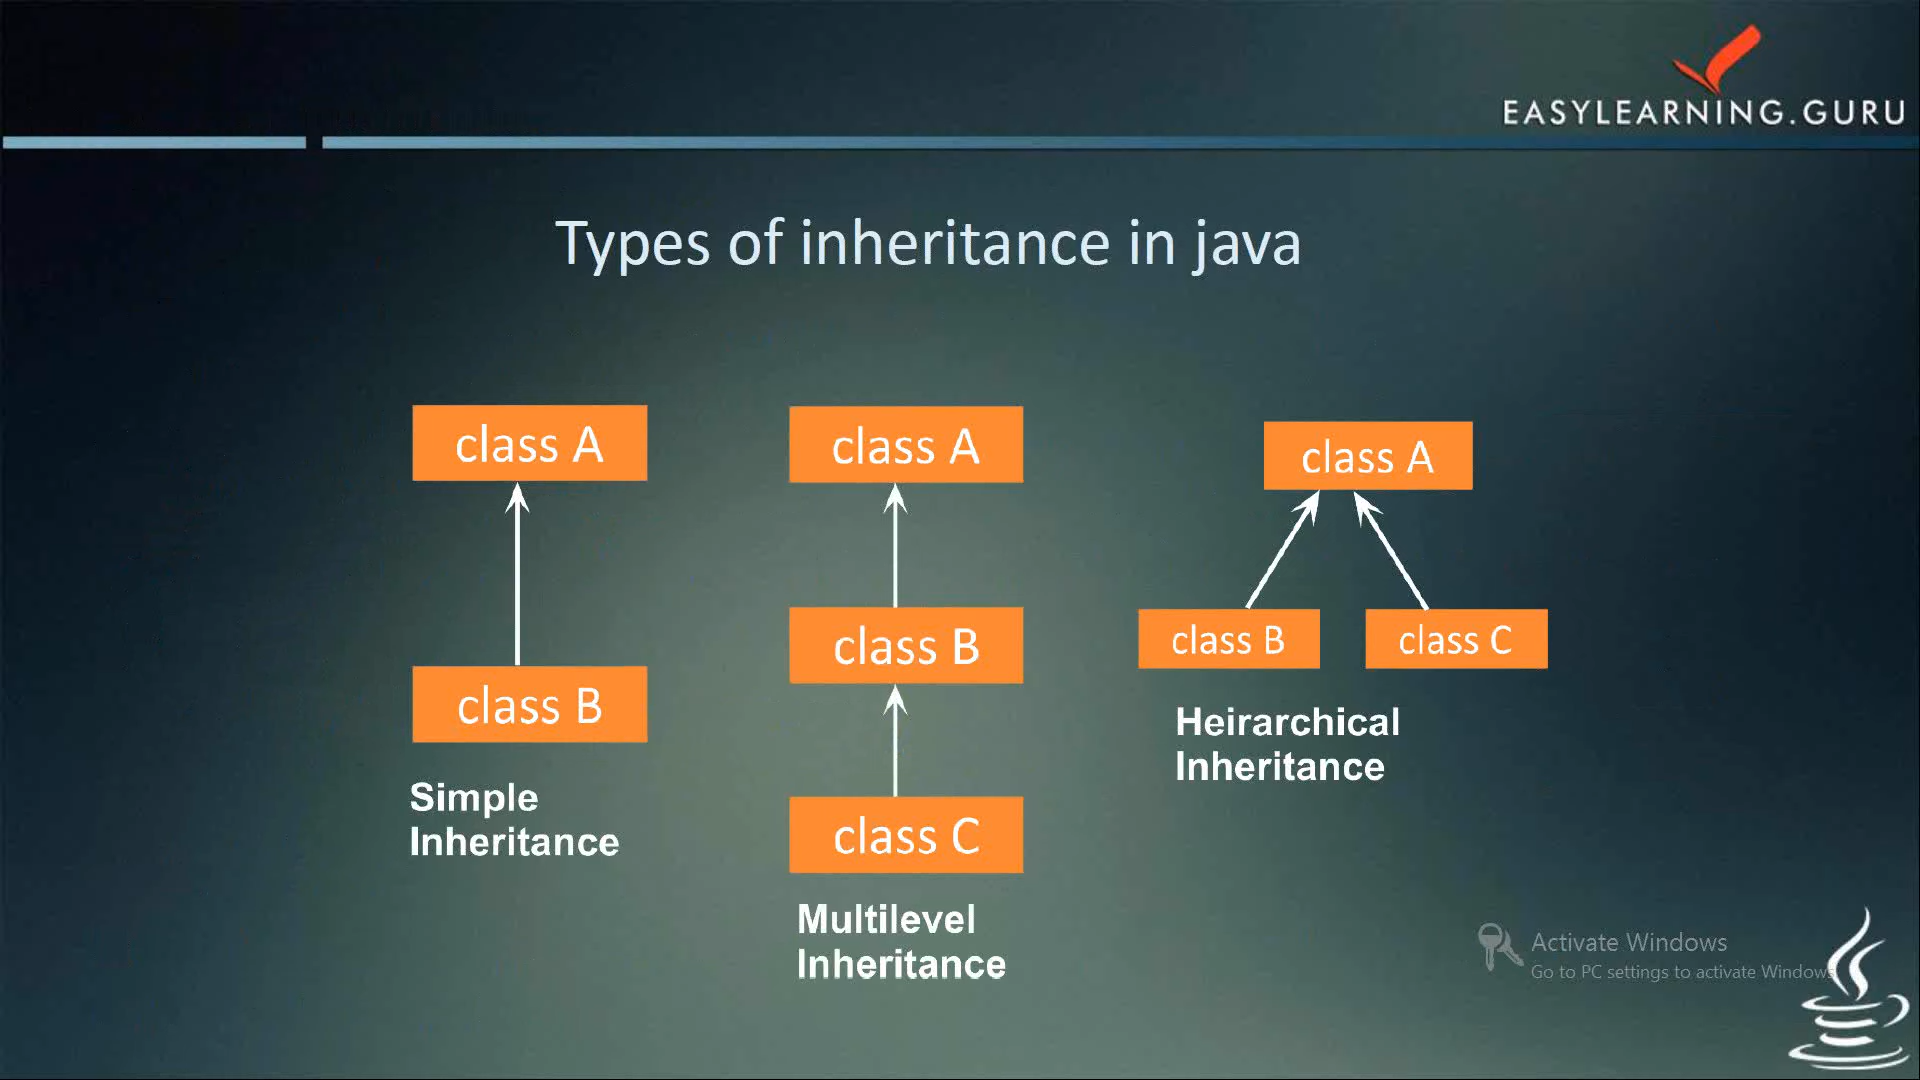 EASYLEARNING.GURU
Types of inheritance in java
class A
class B
Simple
Inheritance
class A
class B
class C
Multilevel
Inheritance
class A
class B
class C
Heirarchical
Inheritance
Activate Windows
Go to PC settings to activate Windows